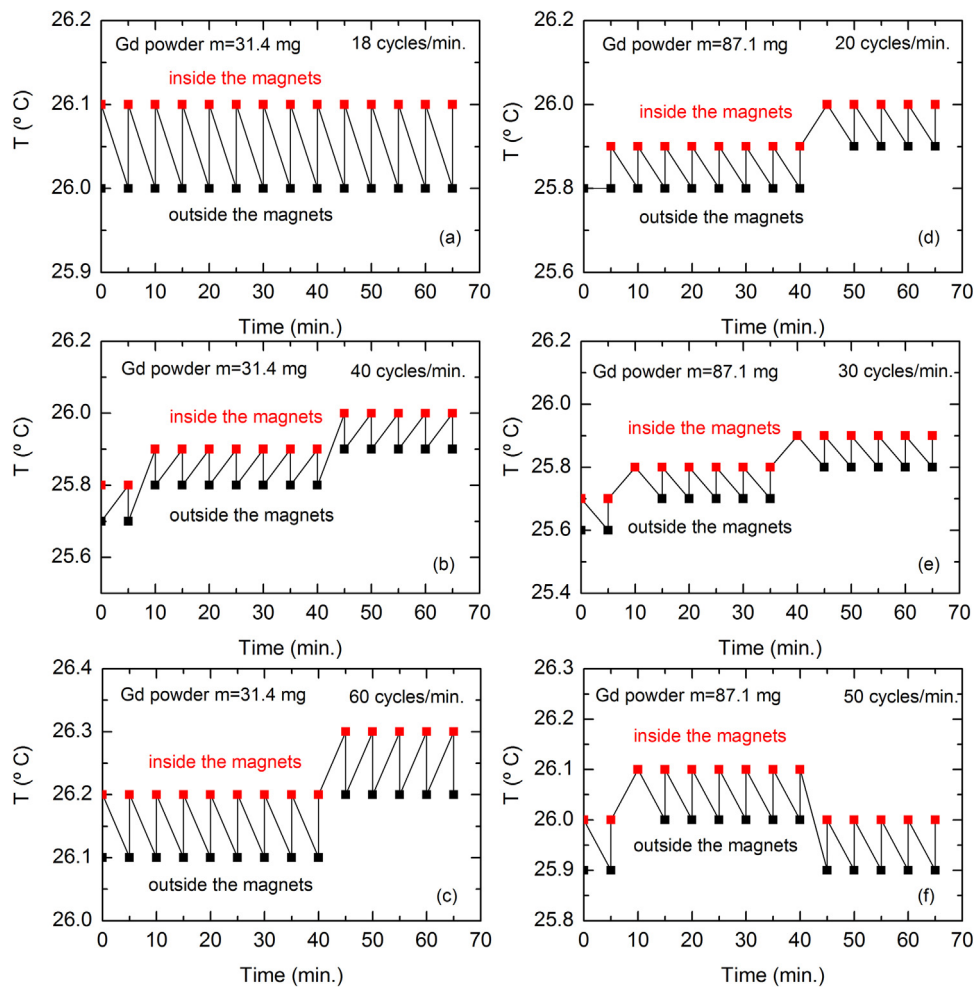 26.2
Gd powder m=31.4 mg 18 cycles/min.
inside the magnets
26.1
T (º C)
26.0
outside the magnets
(a)
25.9
0 10 20 30 40 50 60 70
Time (min.)
26.2
Gd powder m=87.1 mg 20 cycles/min.
inside the magnets
26.0
T (º C)
25.8
outside the magnets
(d)
25.6
0 10 20 30 40 50 60 70
Time (min.)
26.2
Gd powder m=31.4 mg 40 cycles/min.
inside the magnets
26.0
T (º C)
25.8
outside the magnets
25.6
(b)
0 10 20 30 40 50 60 70
Time (min.)
26.2
Gd powder m=87.1 mg 30 cycles/min.
26.0
inside the magnets
T (º C)
25.8
outside the magnets
25.6
(e)
25.4
0 10 20 30 40 50 60 70
Time (min.)
26.4
Gd powder m=31.4 mg 60 cycles/min.
26.3
inside the magnets
T (º C)
26.2
26.1
outside the magnets
(c)
26.0
0 10 20 30 40 50 60 70
Time (min.)
26.3
Gd powder m=87.1 mg 50 cycles/min.
26.2
inside the magnets
T (º C)
26.1
26.0
outside the magnets
25.9
(f)
25.8
0 10 20 30 40 50 60 70
Time (min.)